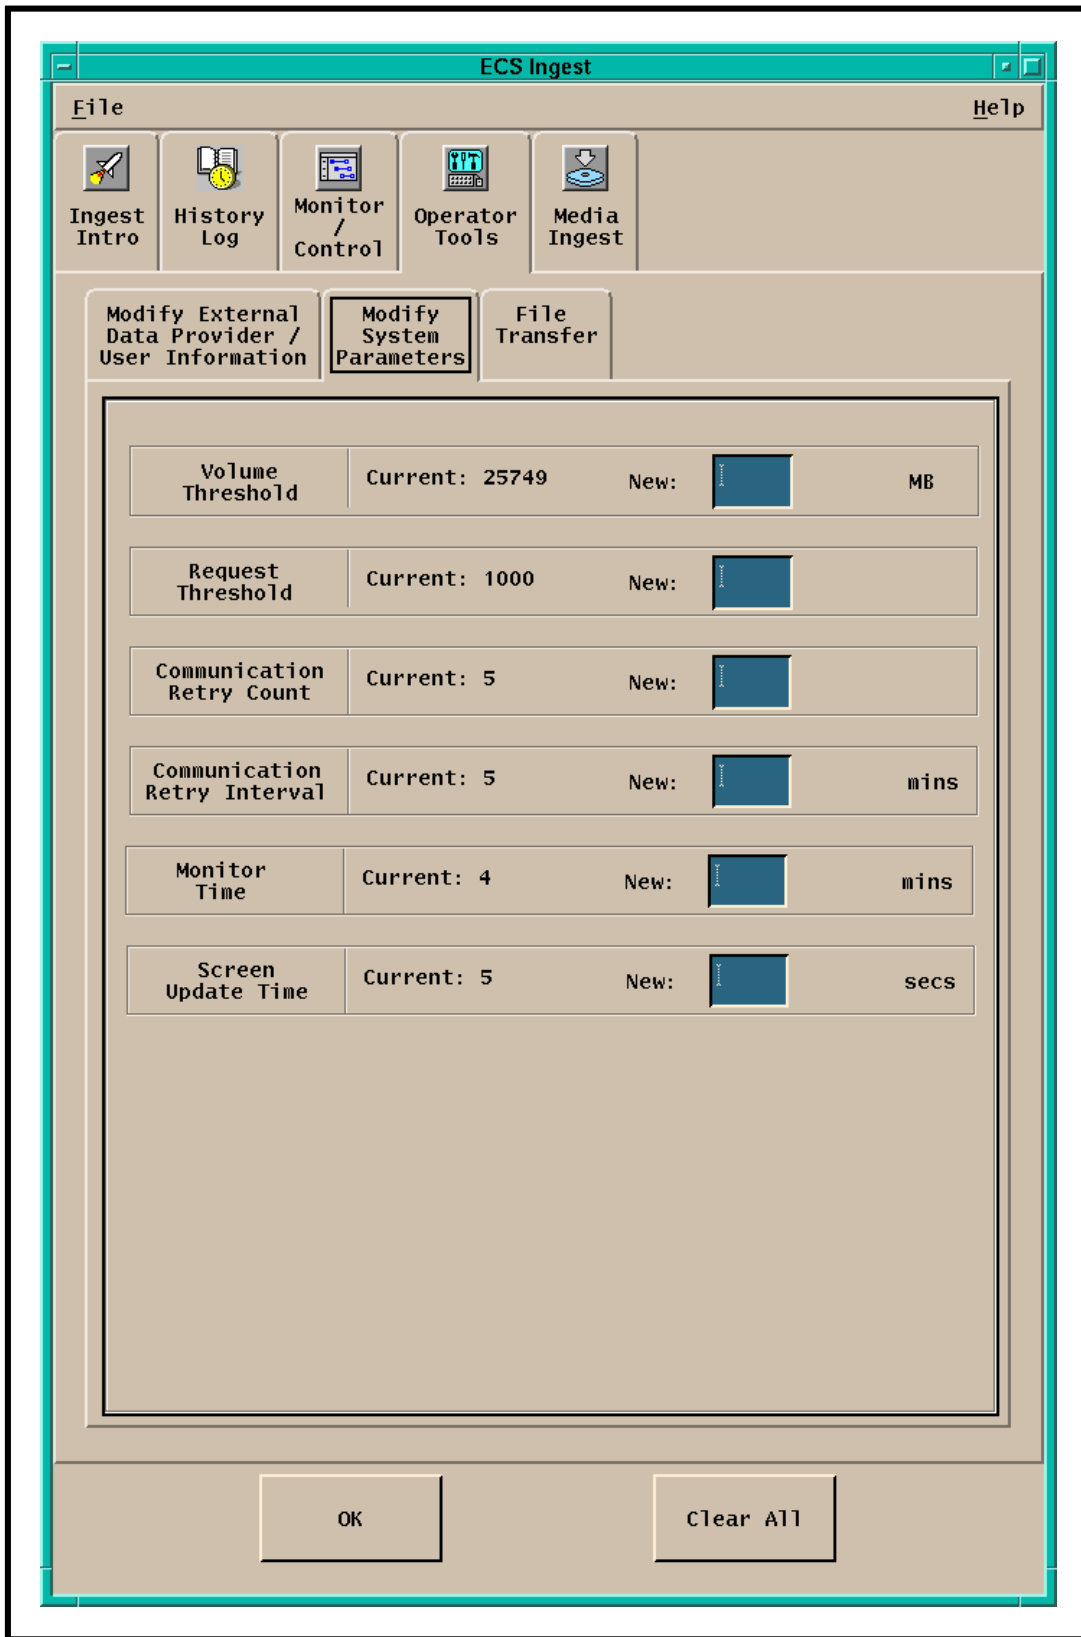 ECS Ingest
File Help
Ingest
Intro
History
Log
Monitor
/
Control
Operator
Tools
Media
Ingest
Modify External
Data Provider /
User Information
Modify
System
Parameters
File
Transfer
Volume
Threshold
Current: 25749 New: MB
Request
Threshold
Current: 1000 New:
Communication
Retry Count
Current: 5 New:
Communication
Retry Interval
Current: 5 New: mins
Monitor
Time
Current: 4 New: mins
Screen
Update Time
Current: 5 New: secs
OK Clear All